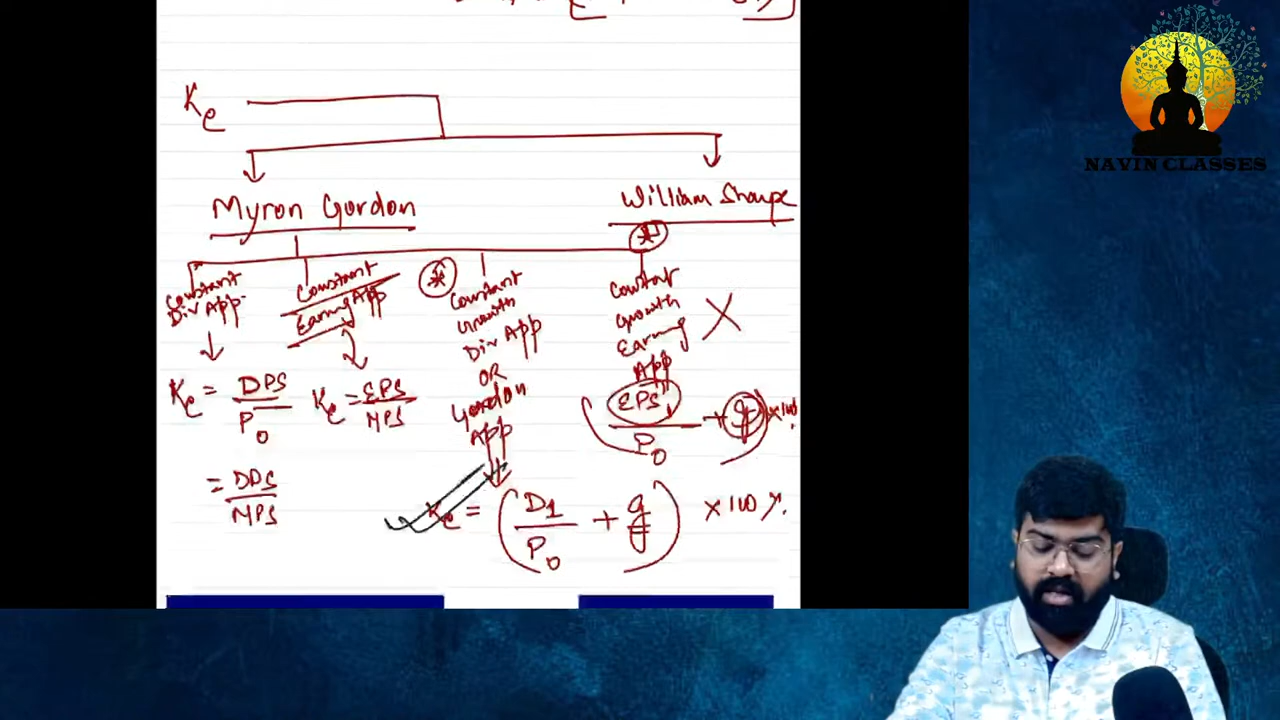 Ke
Myron Gordon
William Sharpe
*
*
Constant
Div App
Constant
Earning App
Constant
Growth
Div App
OR
Gordon
App
Constant
Growth
Earning
App
X
Ke = DPS
P0
= DPS
MPS
Ke = EPS
MPS
(EPS1
P0
+ g) × 100
Ke = (D1
P0
+ g) × 100 %.
NAVIN CLASSES